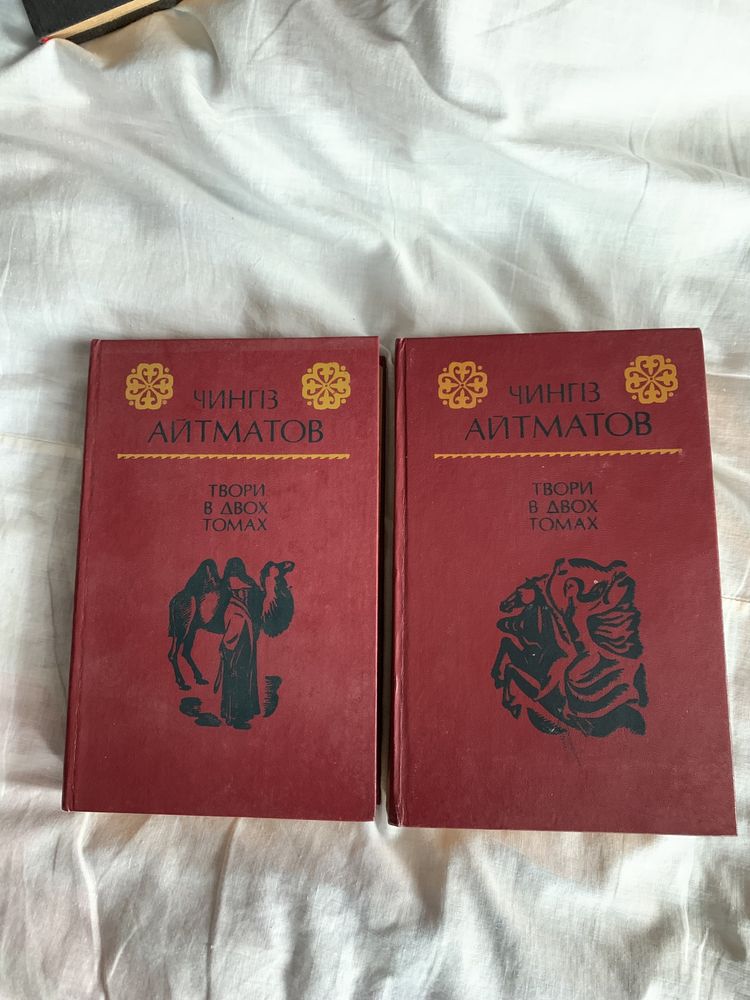 ЧИНГІЗ
АЙТМАТОВ
ТВОРИ
В ДВОХ
ТОМАХ
ЧИНГІЗ
АЙТМАТОВ
ТВОРИ
В ДВОХ
ТОМАХ